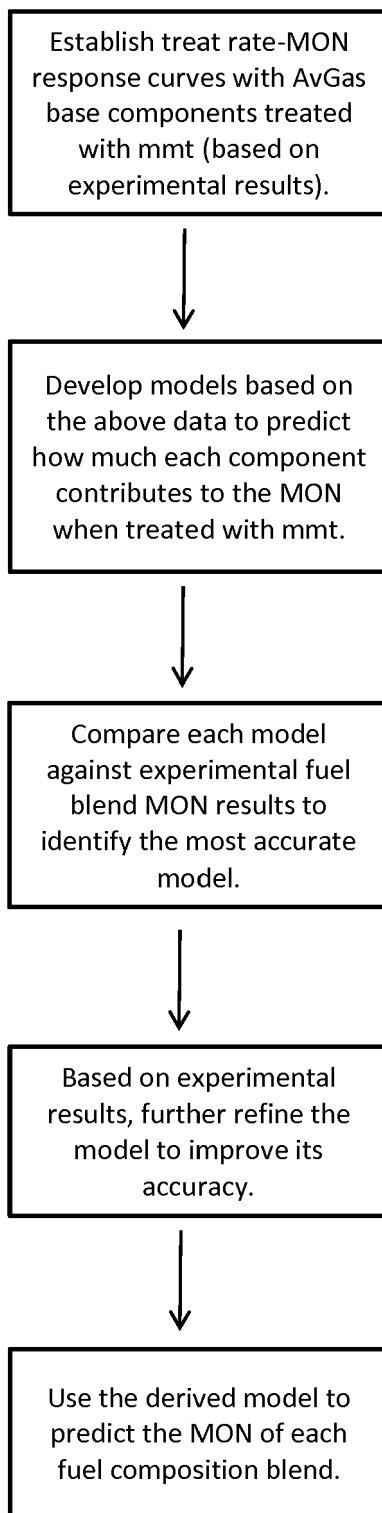 Establish treat rate-MON
response curves with AvGas
base components treated
with mmt (based on
experimental results).
Develop models based on
the above data to predict
how much each component
contributes to the MON
when treated with mmt.
Compare each model
against experimental fuel
blend MON results to
identify the most accurate
model.
Based on experimental
results, further refine the
model to improve its
accuracy.
Use the derived model to
predict the MON of each
fuel composition blend.